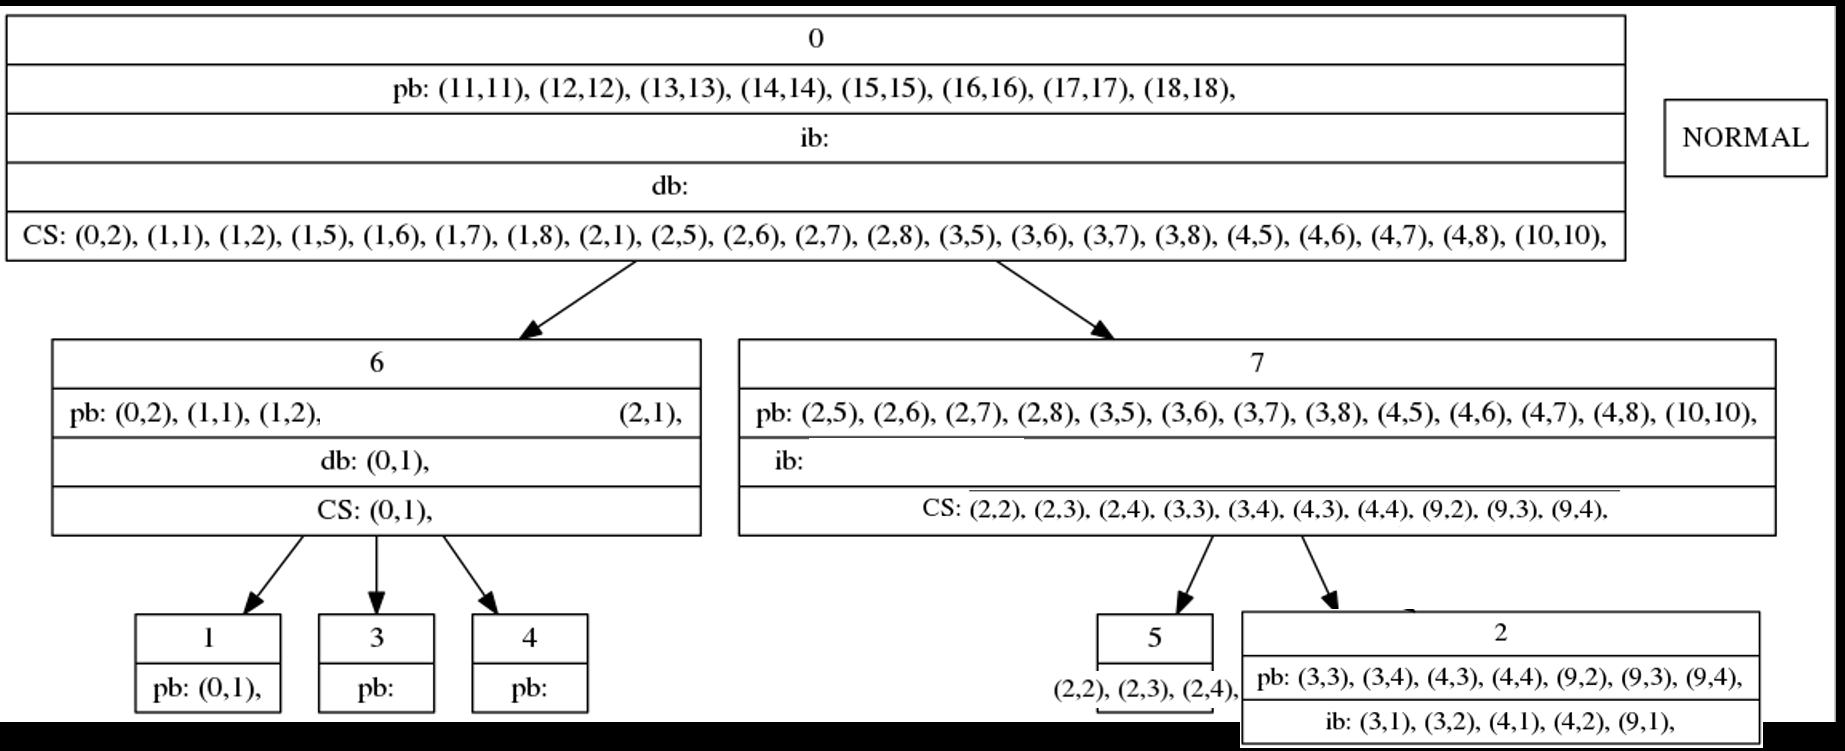 0
pb: (11,11), (12,12), (13,13), (14,14), (15,15), (16,16), (17,17), (18,18),
ib:
db:
CS: (0,2), (1,1), (1,2), (1,5), (1,6), (1,7), (1,8), (2,1), (2,5), (2,6), (2,7), (2,8), (3,5), (3,6), (3,7), (3,8), (4,5), (4,6), (4,7), (4,8), (10,10),
NORMAL
6
pb: (0,2), (1,1), (1,2), (2,1),
db: (0,1),
CS: (0,1),
7
pb: (2,5), (2,6), (2,7), (2,8), (3,5), (3,6), (3,7), (3,8), (4,5), (4,6), (4,7), (4,8), (10,10),
ib:
CS: (2,2), (2,3), (2,4), (3,3), (3,4), (4,3), (4,4), (9,2), (9,3), (9,4),
1
pb: (0,1),
3
pb:
4
pb:
5
(2,2), (2,3), (2,4),
2
pb: (3,3), (3,4), (4,3), (4,4), (9,2), (9,3), (9,4),
ib: (3,1), (3,2), (4,1), (4,2), (9,1),